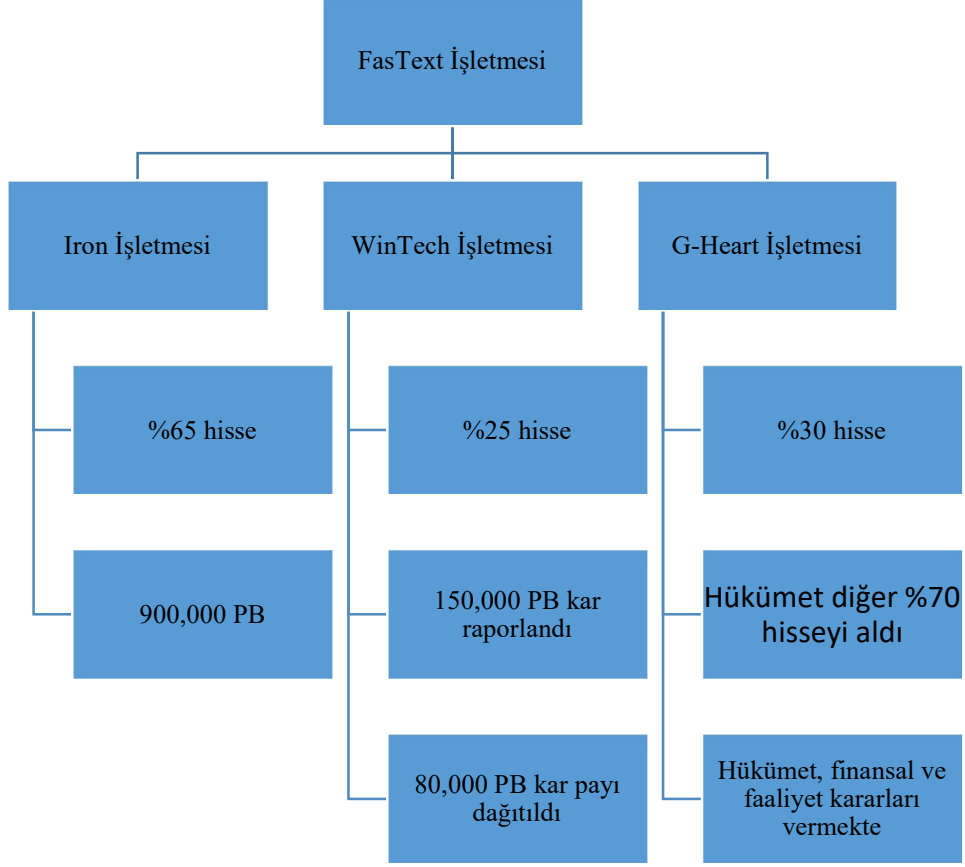 FasText İşletmesi
Iron İşletmesi
WinTech İşletmesi
G-Heart İşletmesi
%65 hisse
%25 hisse
%30 hisse
900,000 PB
150,000 PB kar
raporlandı
Hükümet diğer %70
hisseyi aldı
80,000 PB kar payı
dağıtıldı
Hükümet, finansal ve
faaliyet kararları
vermekte